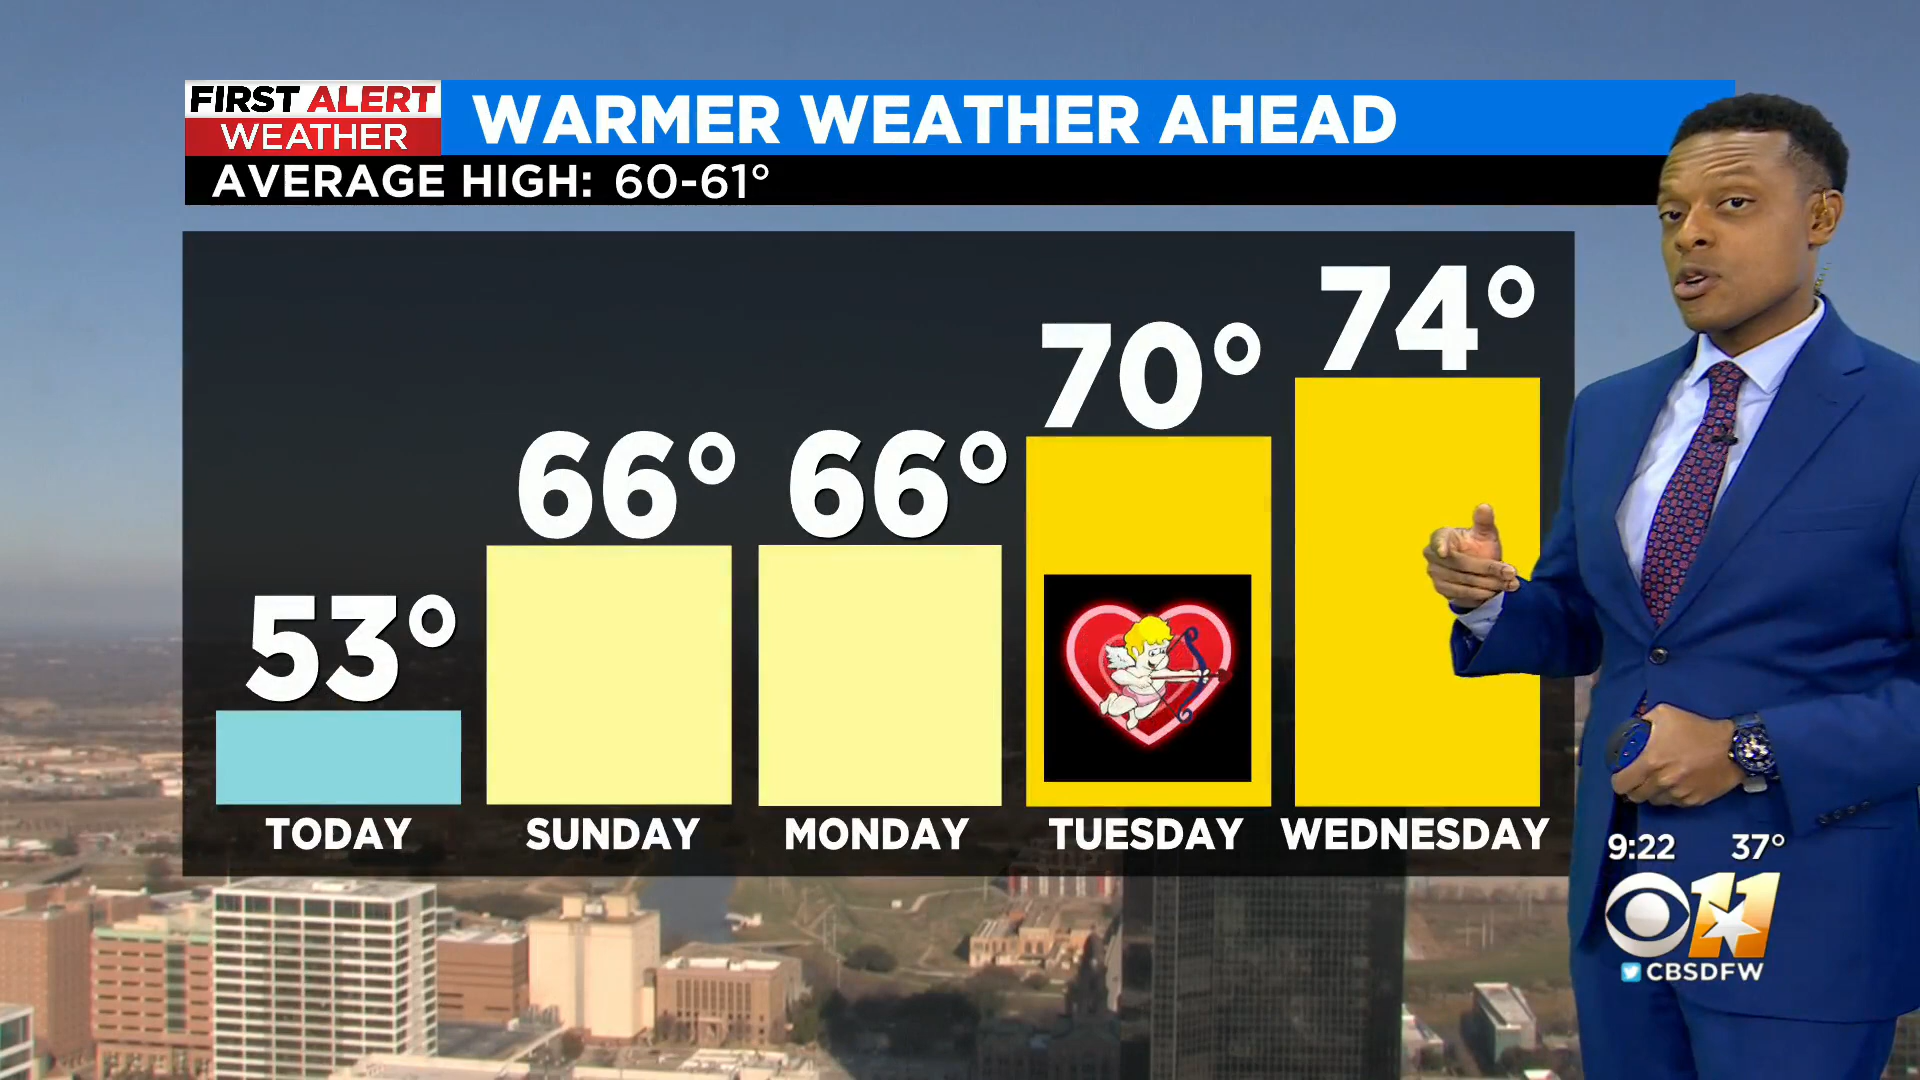 FIRST ALERT
WEATHER
WARMER WEATHER AHEAD
AVERAGE HIGH: 60-61°
53°
66°
66°
70°
74°
TODAY
SUNDAY
MONDAY
TUESDAY
WEDNESDAY
9:22 37°
11
CBSDFW